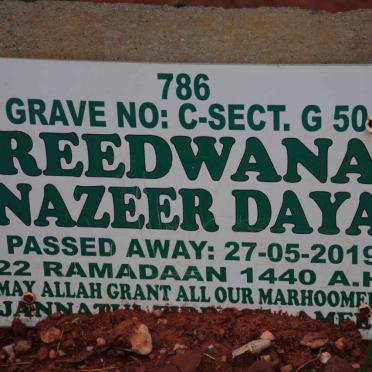 786
GRAVE NO: C-SECT. G 50
REEDWANA
NAZEER DAYA
PASSED AWAY: 27-05-2019
22 RAMADAAN 1440 A.H
MAY ALLAH GRANT ALL OUR MARHOOMEE